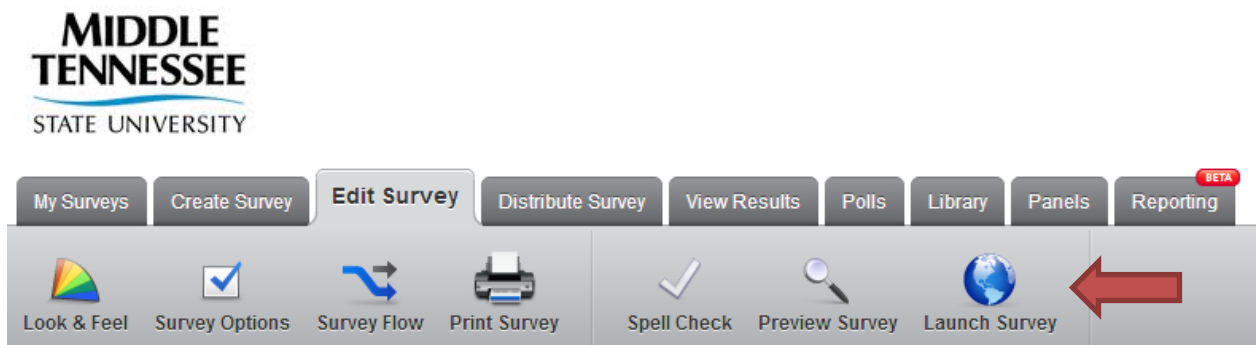 MIDDLE
TENNESSEE
STATE UNIVERSITY
BETA
My Surveys Create Survey Edit Survey Distribute Survey View Results Polls Library Panels Reporting
Look & Feel Survey Options Survey Flow Print Survey Spell Check Preview Survey Launch Survey